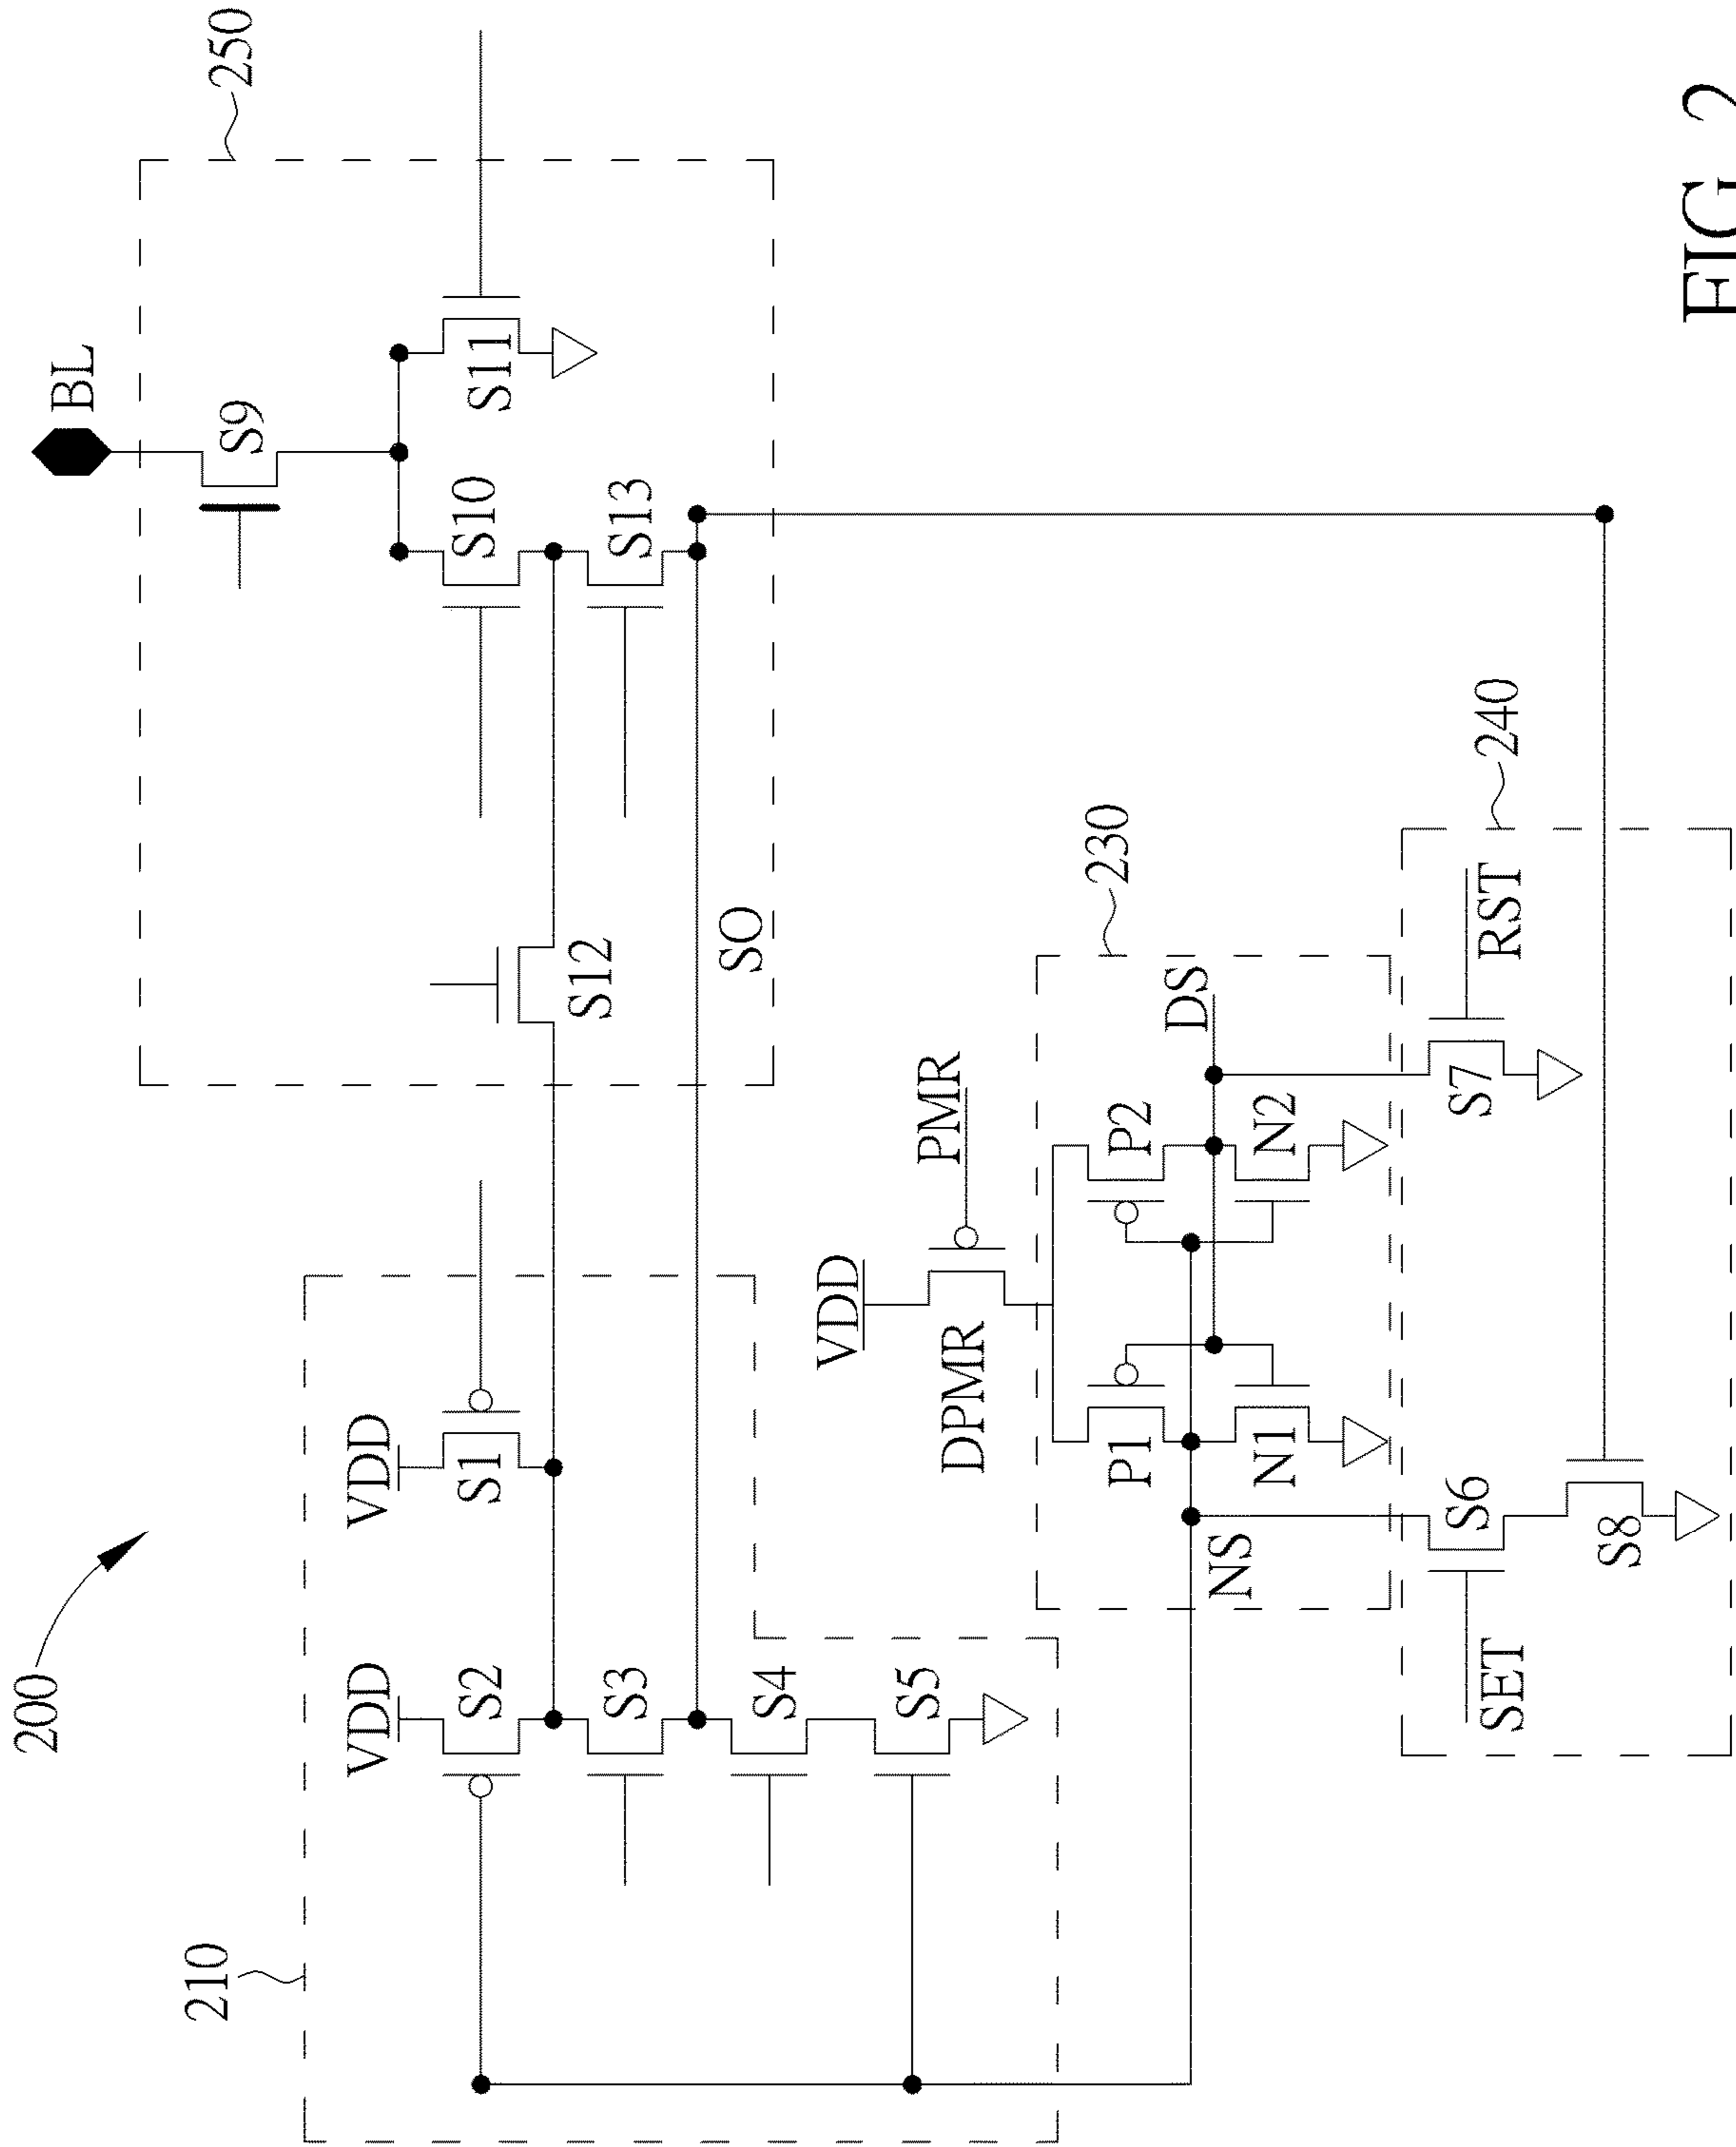 200
210
VDD
S2
S3
S4
S5
VDD
S1
S12
SO
250
BL
S9
S10
S13
S11
VDD
DPMR
PMR
230
P1
N1
P2
N2
DS
NS
240
SET
S6
S8
S7
RST
FIG. 2